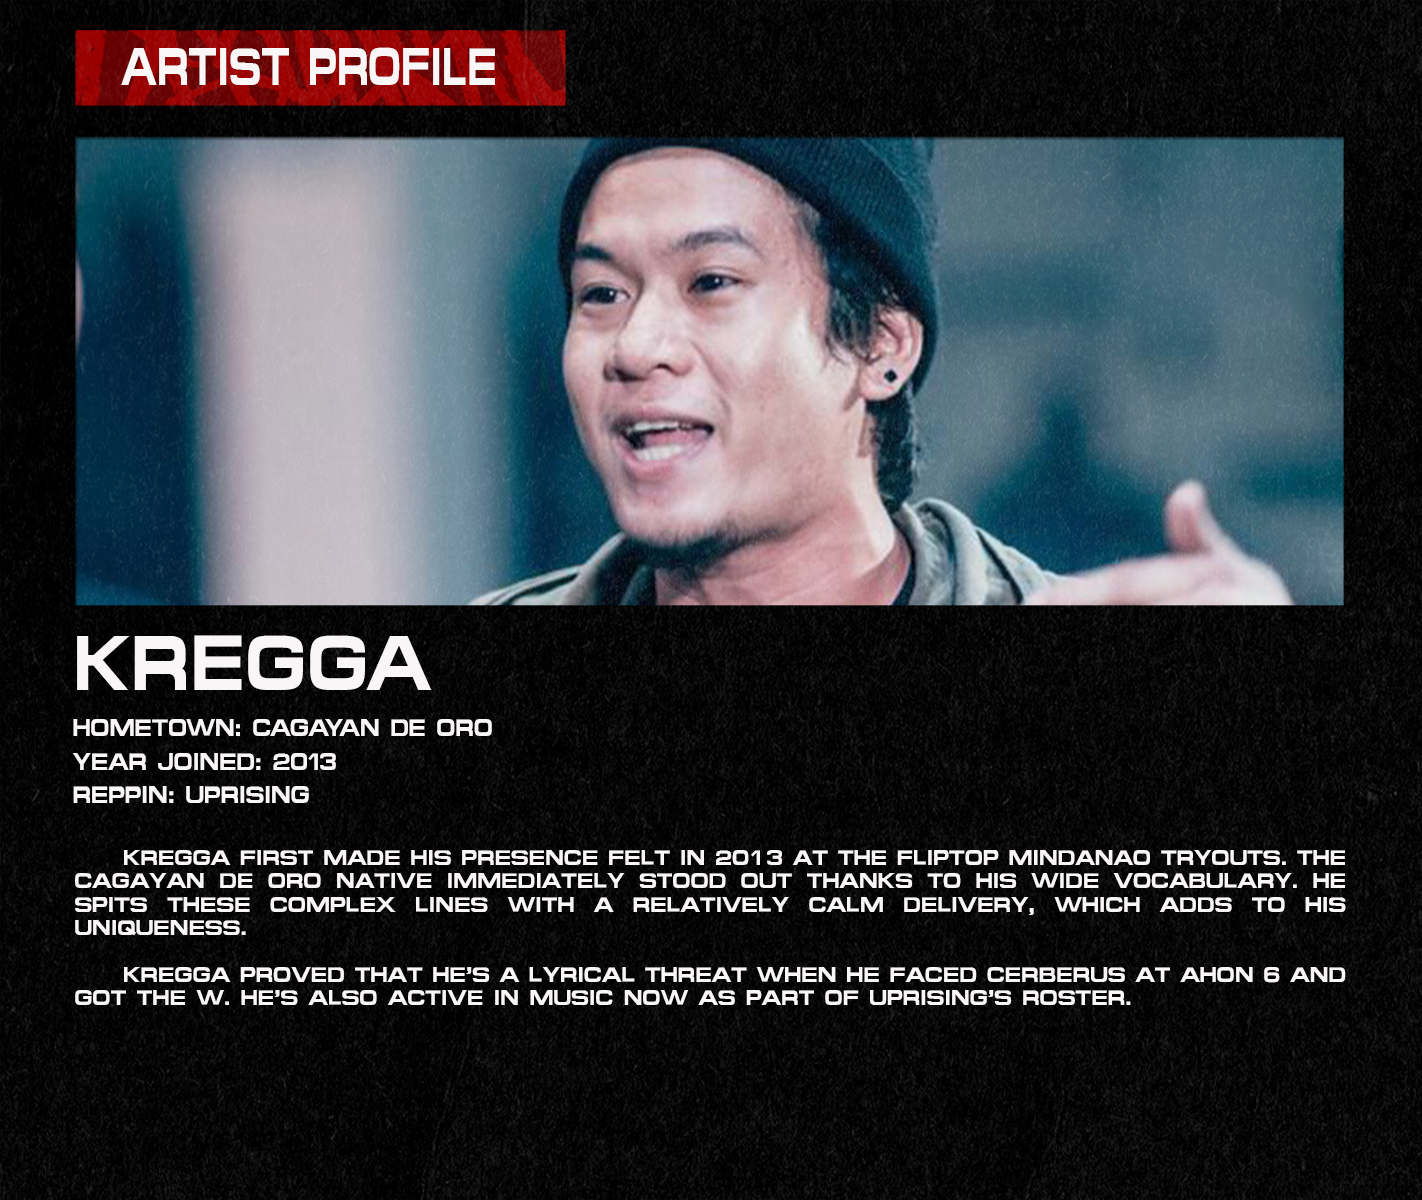 ARTIST PROFILE
KREGGA
HOMETOWN: CAGAYAN DE ORO
YEAR JOINED: 2013
REPPIN: UPRISING
KREGGA FIRST MADE HIS PRESENCE FELT IN 2013 AT THE FLIPTOP MINDANAO TRYOUTS. THE
CAGAYAN DE ORO NATIVE IMMEDIATELY STOOD OUT THANKS TO HIS WIDE VOCABULARY. HE
SPITS THESE COMPLEX LINES WITH A RELATIVELY CALM DELIVERY, WHICH ADDS TO HIS
UNIQUENESS.
KREGGA PROVED THAT HE'S A LYRICAL THREAT WHEN HE FACED CERBERUS AT AHON 6 AND
GOT THE W. HE'S ALSO ACTIVE IN MUSIC NOW AS PART OF UPRISING'S ROSTER.